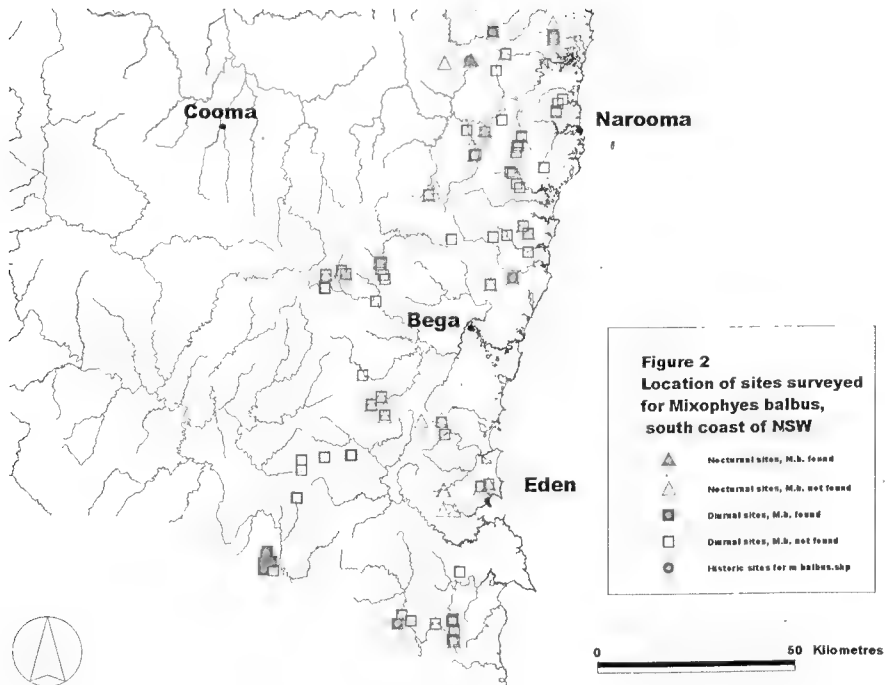 Cooma
Narooma
Bega
Eden
Figure 2
Location of sites surveyed
for Mixophyes balbus,
south coast of NSW
Nocturnal sites, M.b. found
Nocturnal sites, M.b. not found
Diurnal sites, M.b. found
Diurnal sites, M.b. not found
Historic sites for m balbus.shp
0 50 Kilometres